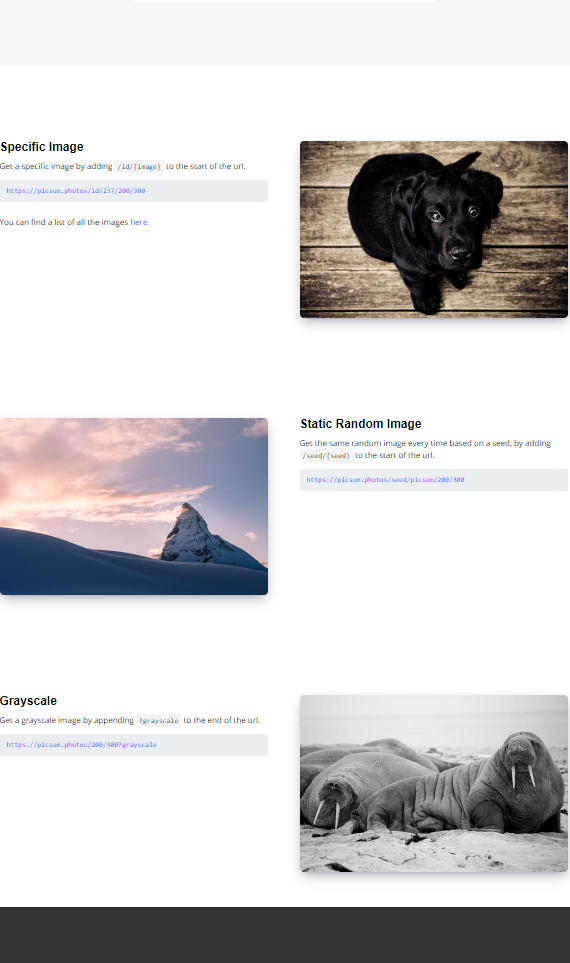 Specific Image
Get a specific image by adding /id/{image} to the start of the url.
https://picsum.photos/id/237/200/300
You can find a list of all the images here.
Static Random Image
Get the same random image every time based on a seed, by adding
/seed/{seed} to the start of the url.
https://picsum.photos/seed/picsum/200/300
Grayscale
Get a grayscale image by appending ?grayscale to the end of the url.
https://picsum.photos/200/300?grayscale